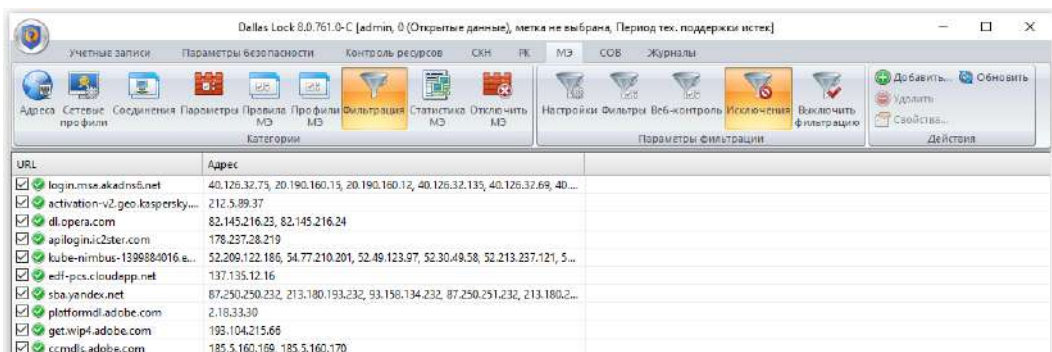 Dallas Lock 8.0.761.0-C [admin, 0 (Открытые данные), метка не выбрана, Период тех. поддержки истек]
Учетные записи Параметры безопасности Контроль ресурсов СКН РК МЭ СОВ Журналы
Адреса Сетевые профили Соединения Параметры Правила МЭ Профили МЭ Фильтрация Статистика МЭ Отключить МЭ Настройки Фильтры Веб-контроль Исключения Выключить фильтрацию Добавить... Обновить
Удалить
Свойства...
Категории Параметры фильтрации Действия
URL Адрес
login.msa.akadns6.net 40.126.32.75, 20.190.160.15, 20.190.160.12, 40.126.32.135, 40.126.32.69, 40....
activation-v2.geo.kaspersky.... 212.5.89.37
dl.opera.com 82.145.216.23, 82.145.216.24
apilogin.ic2ster.com 178.237.28.219
kube-nimbus-1399884016.e... 52.209.122.186, 54.77.210.201, 52.49.123.97, 52.30.49.58, 52.213.237.121, 5...
edf-pcs.cloudapp.net 137.135.12.16
sba.yandex.net 87.250.250.232, 213.180.193.232, 93.158.134.232, 87.250.251.232, 213.180.2...
platformdl.adobe.com 2.18.33.30
get.wip4.adobe.com 193.104.215.66
ccmdls.adobe.com 185.5.160.169, 185.5.160.170